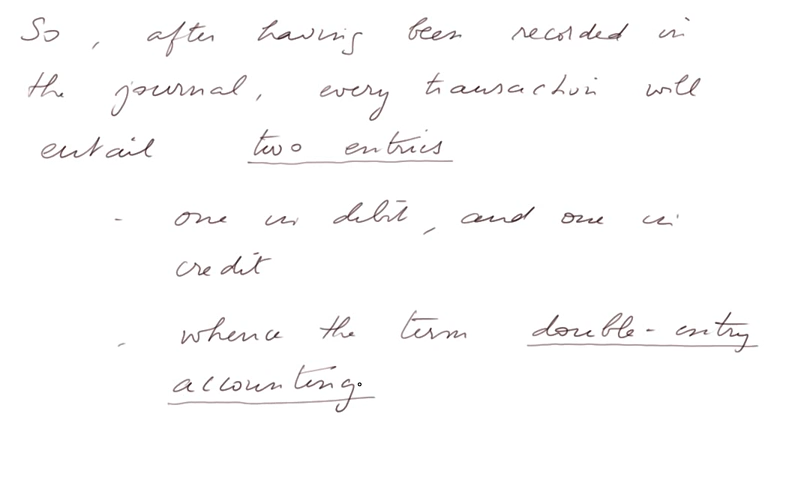 So, after having been recorded in
the journal, every transaction will
entail two entries
- one in debit, and one in
credit
- whence the term double-entry
accounting.